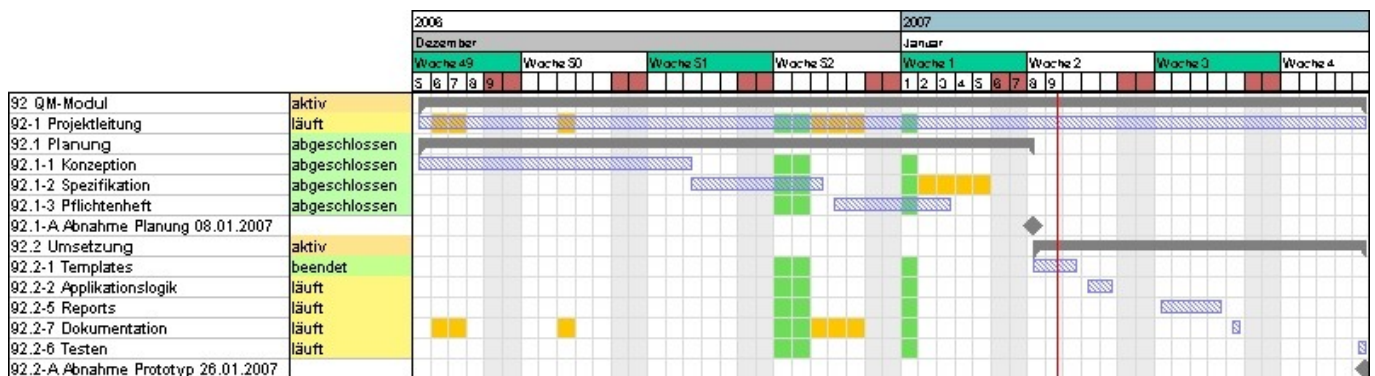 2006 2007
Dezember Januar
Woche 49 Woche 50 Woche 51 Woche 52 Woche 1 Woche 2 Woche 3 Woche 4
5 6 7 8 9 1 2 3 4 5 6 7 8 9
92 QM-Modul aktiv
92-1 Projektleitung läuft
92.1 Planung abgeschlossen
92.1-1 Konzeption abgeschlossen
92.1-2 Spezifikation abgeschlossen
92.1-3 Pflichtenheft abgeschlossen
92.1-A Abnahme Planung 08.01.2007
92.2 Umsetzung aktiv
92.2-1 Templates beendet
92.2-2 Applikationslogik läuft
92.2-5 Reports läuft
92.2-7 Dokumentation läuft
92.2-6 Testen läuft
92.2-A Abnahme Prototyp 26.01.2007